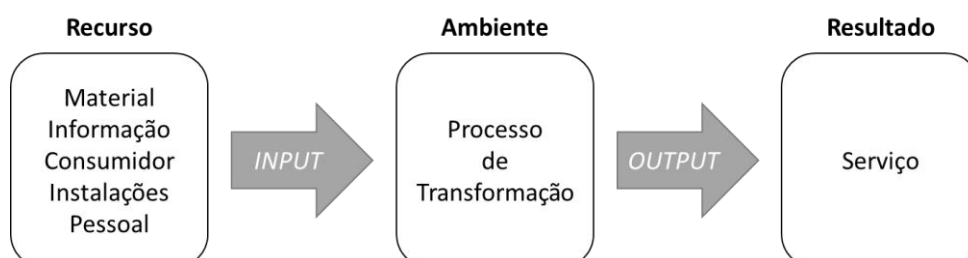 Recurso
Material
Informação
Consumidor
Instalações
Pessoal
INPUT
Ambiente
Processo
de
Transformação
OUTPUT
Resultado
Serviço